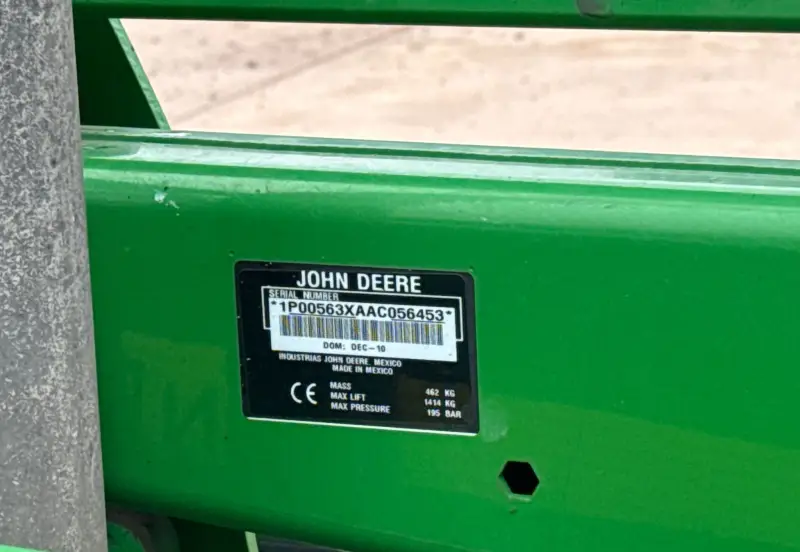 JOHN DEERE
SERIAL NUMBER
*1P00563XAAC056453*
DOM: DEC-10
INDUSTRIAS JOHN DEERE MEXICO
MADE IN MEXICO
CE
MASS 462 KG
MAX LIFT 1414 KG
MAX PRESSURE 195 BAR